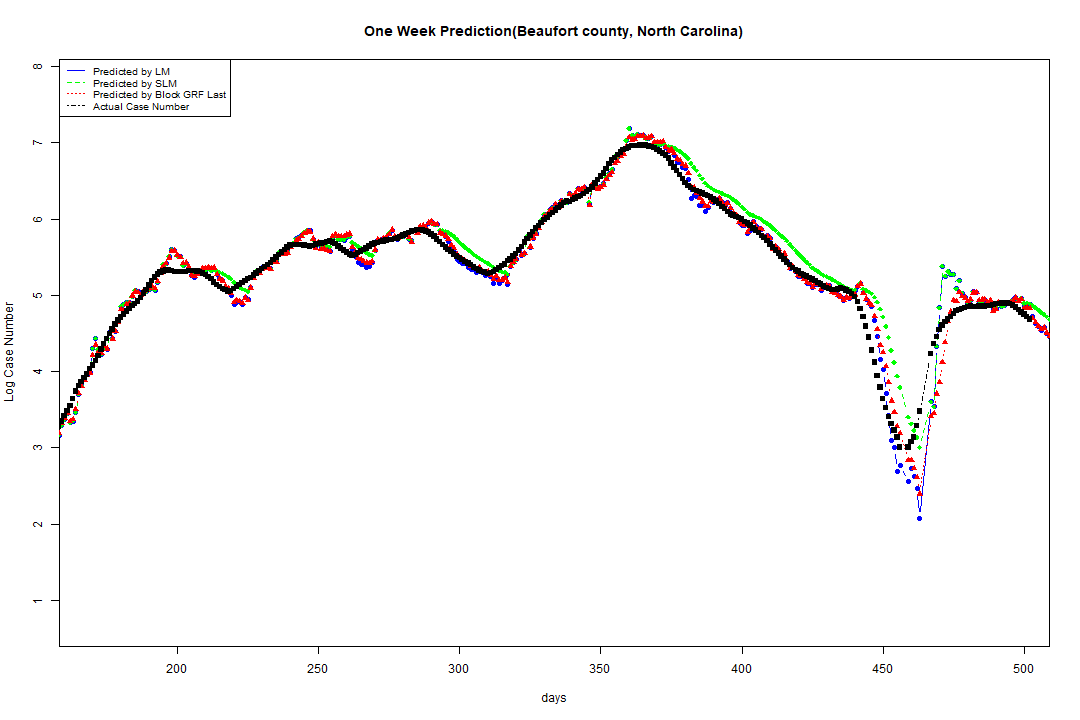 One Week Prediction(Beaufort county, North Carolina)
Predicted by LM
Predicted by SLM
Predicted by Block GRF Last
Actual Case Number
8
7
6
5
4
3
2
1
Log Case Number
200 250 300 350 400 450 500
days